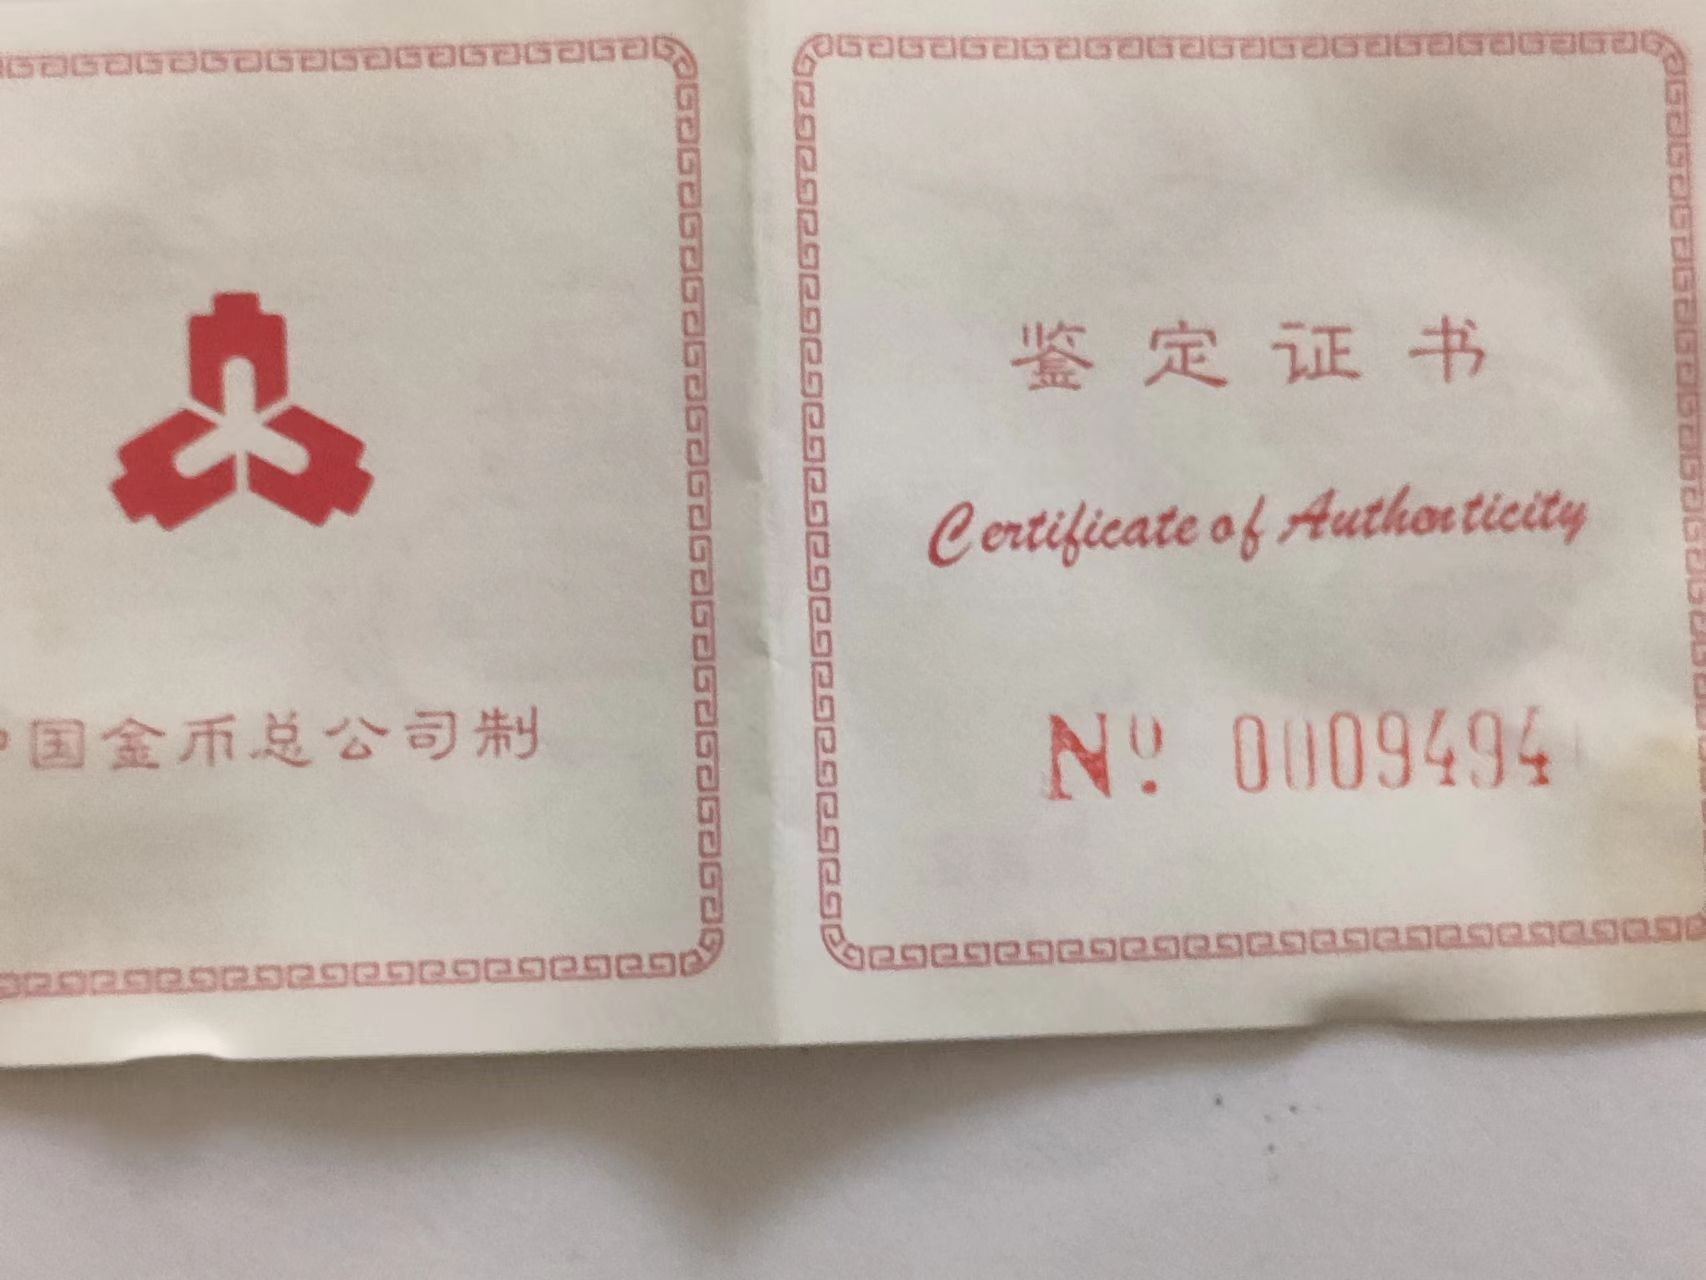 中国金币总公司制
鉴定证书
Certificate of Authenticity
Nº 0009494